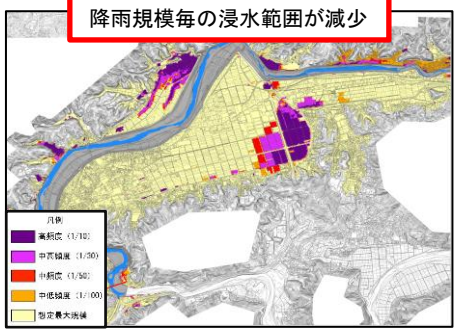 降雨規模毎の浸水範囲が減少
凡例
高頻度（1/10）
中高頻度（1/30）
中頻度（1/50）
中低頻度（1/100）
想定最大規模